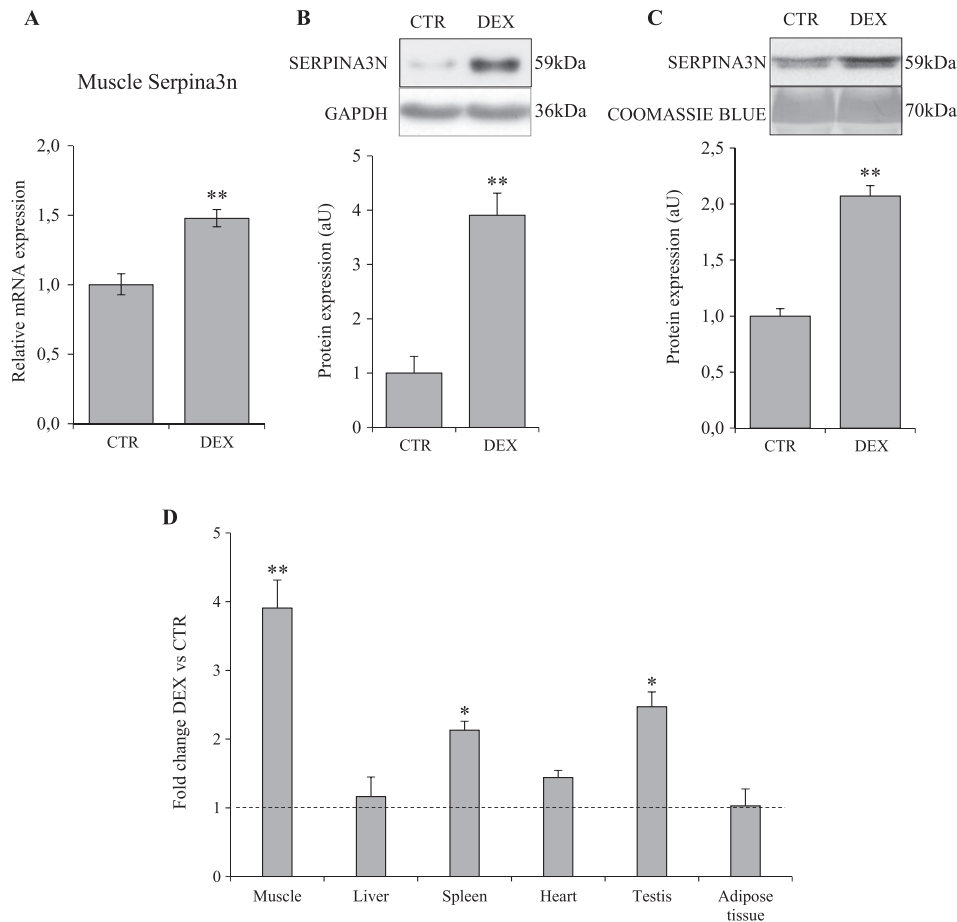 A
Muscle Serpina3n
Relative mRNA expression
2,0
1,5
1,0
0,5
0,0
**
CTR DEX
B
CTR DEX
SERPINA3N 59kDa
GAPDH 36kDa
Protein expression (aU)
5
4
3
2
1
0
**
CTR DEX
C
CTR DEX
SERPINA3N 59kDa
COOMASSIE BLUE 70kDa
Protein expression (aU)
2,5
2,0
1,5
1,0
0,5
0,0
**
CTR DEX
D
Fold change DEX vs CTR
5
4
3
2
1
0
**
*
*
Muscle Liver Spleen Heart Testis Adipose
tissue